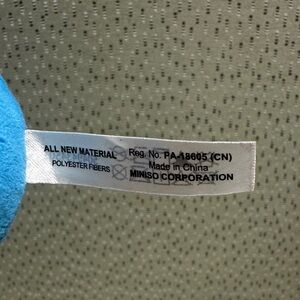 ALL NEW MATERIAL
POLYESTER FIBERS
Reg. No. PA-18605 (CN)
Made in China
MINISO CORPORATION